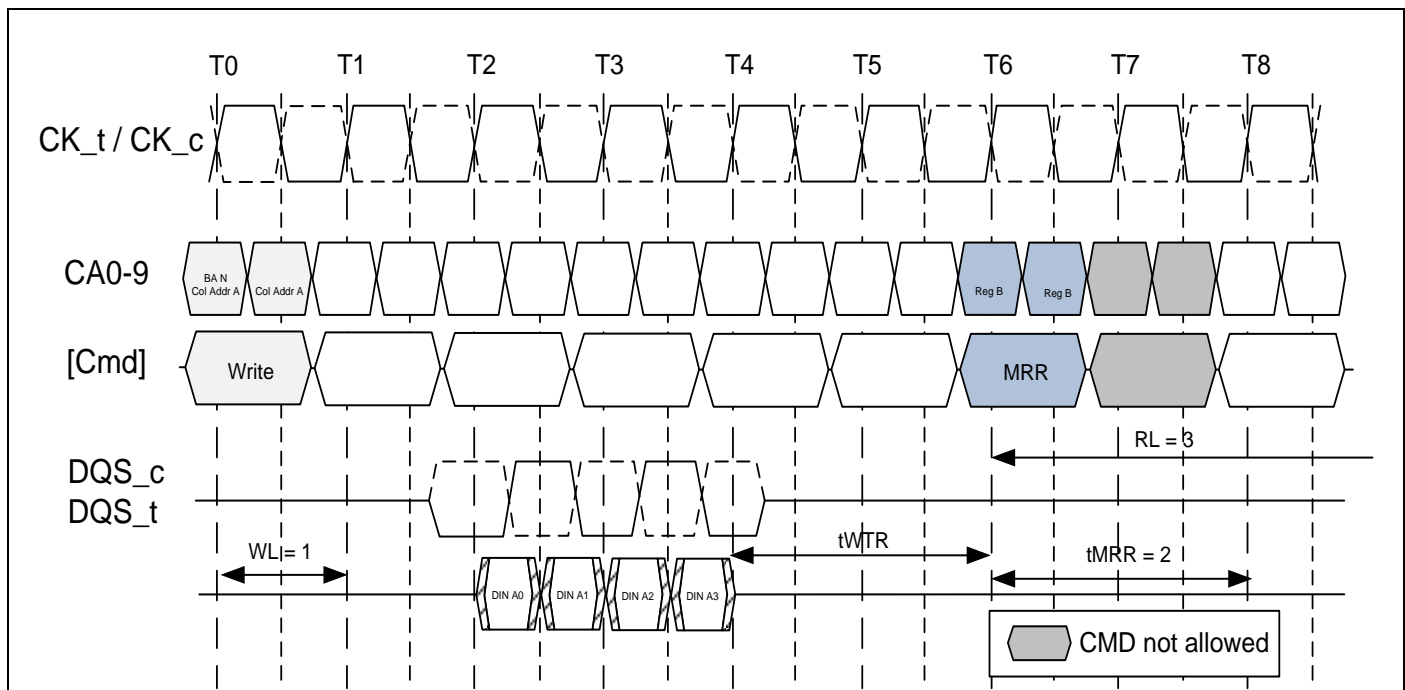 T0 T1 T2 T3 T4 T5 T6 T7 T8
CK_t / CK_c
CA0-9
BA N
Col Addr A
Col Addr A
Reg B
Reg B
[Cmd]
Write
MRR
RL = 3
DQS_c
DQS_t
WL = 1
tWTR
tMRR = 2
DIN A0
DIN A1
DIN A2
DIN A3
CMD not allowed